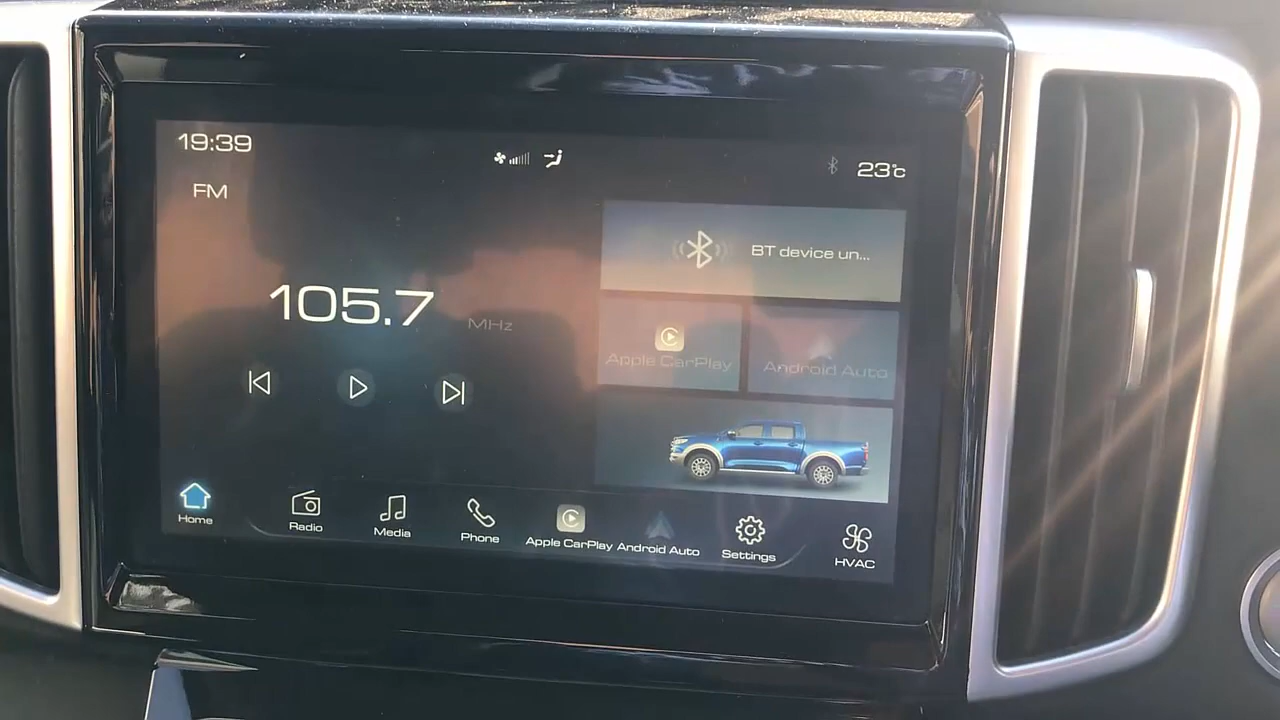 19:39
23°c
FM
BT device un...
105.7 MHz
Apple CarPlay
Android Auto
Home
Radio
Media
Phone
Apple CarPlay
Android Auto
Settings
HVAC